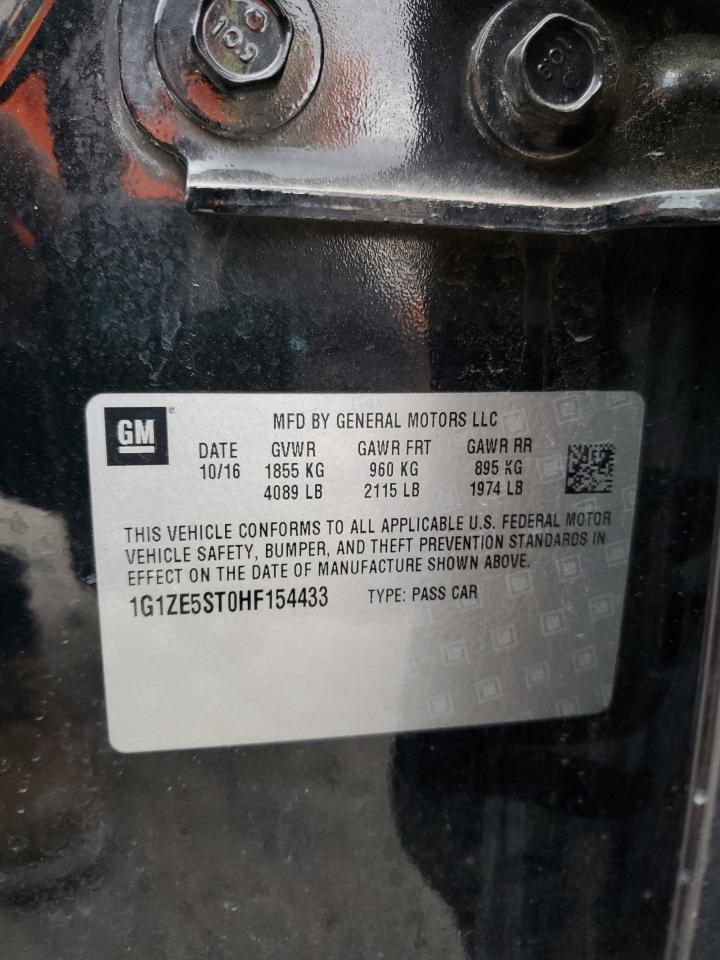 109
109
GM
MFD BY GENERAL MOTORS LLC
DATE GVWR GAWR FRT GAWR RR
10/16 1855 KG 960 KG 895 KG
4089 LB 2115 LB 1974 LB
THIS VEHICLE CONFORMS TO ALL APPLICABLE U.S. FEDERAL MOTOR
VEHICLE SAFETY, BUMPER, AND THEFT PREVENTION STANDARDS IN
EFFECT ON THE DATE OF MANUFACTURE SHOWN ABOVE.
1G1ZE5ST0HF154433 TYPE: PASS CAR